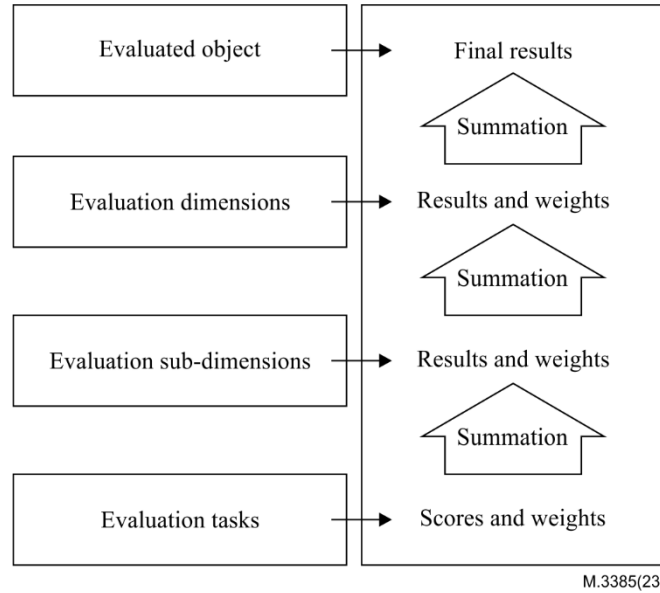 Evaluated object
Final results
Summation
Evaluation dimensions
Results and weights
Summation
Evaluation sub-dimensions
Results and weights
Summation
Evaluation tasks
Scores and weights
M.3385(23